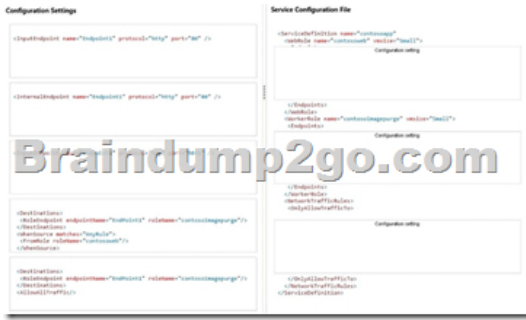 Configuration Settings
<InputEndpoint name="Endpoint1" protocol="http" port="80" />
<InternalEndpoint name="Endpoint1" protocol="http" port="80" />
<Destinations>
<RoleEndpoint endpointName="EndPoint1" roleName="contosoimagepurge"/>
</Destinations>
<WhenSource matches="AnyRule">
<FromRole roleName="contosoweb"/>
</WhenSource>
<Destinations>
<RoleEndpoint endpointName="EndPoint1" roleName="contosoimagepurge"/>
</Destinations>
<AllowAllTraffic/>
Service Configuration File
<ServiceDefinition name="contosoapp"
<WebRole name="contosoweb" vmsize="Small">
Configuration setting
</Endpoints>
</WebRole>
<WorkerRole name="contosoimagepurge" vmsize="Small">
<Endpoints>
Configuration setting
</Endpoints>
</WorkerRole>
<NetworkTrafficRules>
<OnlyAllowTrafficTo>
Configuration setting
</OnlyAllowTrafficTo>
</NetworkTrafficRules>
</ServiceDefinition>
Braindump2go.com